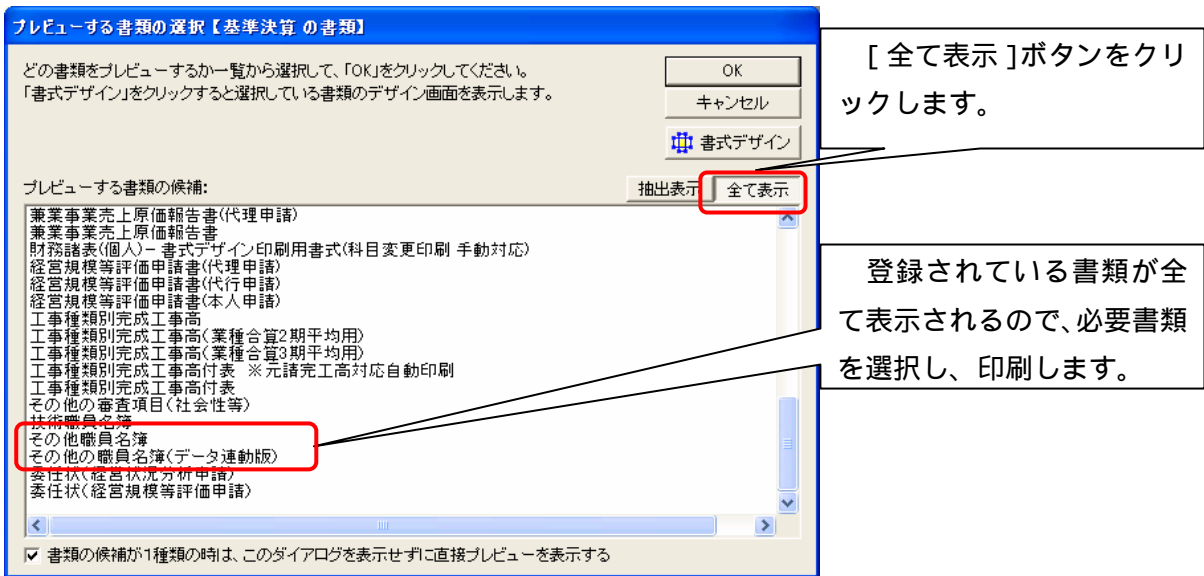 プレビューする書類の選択【基準決算 の書類】
どの書類をプレビューするか一覧から選択して、「OK」をクリックしてください。
「書式デザイン」をクリックすると選択している書類のデザイン画面を表示します。
OK
キャンセル
書式デザイン
プレビューする書類の候補:
抽出表示
全て表示
兼業事業売上原価報告書(代理申請)
兼業事業売上原価報告書
財務諸表(個人)- 書式デザイン印刷用書式(科目変更印刷 手動対応)
経営規模等評価申請書(代理申請)
経営規模等評価申請書(代行申請)
経営規模等評価申請書(本人申請)
工事種類別完成工事高
工事種類別完成工事高(業種合算2期平均用)
工事種類別完成工事高(業種合算3期平均用)
工事種類別完成工事高付表 ※元請完工高対応自動印刷
工事種類別完成工事高付表
その他の審査項目(社会性等)
技術職員名簿
その他職員名簿
その他の職員名簿(データ連動版)
委任状(経営状況分析申請)
委任状(経営規模等評価申請)
書類の候補が1種類の時は、このダイアログを表示せずに直接プレビューを表示する
[ 全て表示 ]ボタンをクリ
ックします。
登録されている書類が全
て表示されるので、必要書類
を選択し、印刷します。